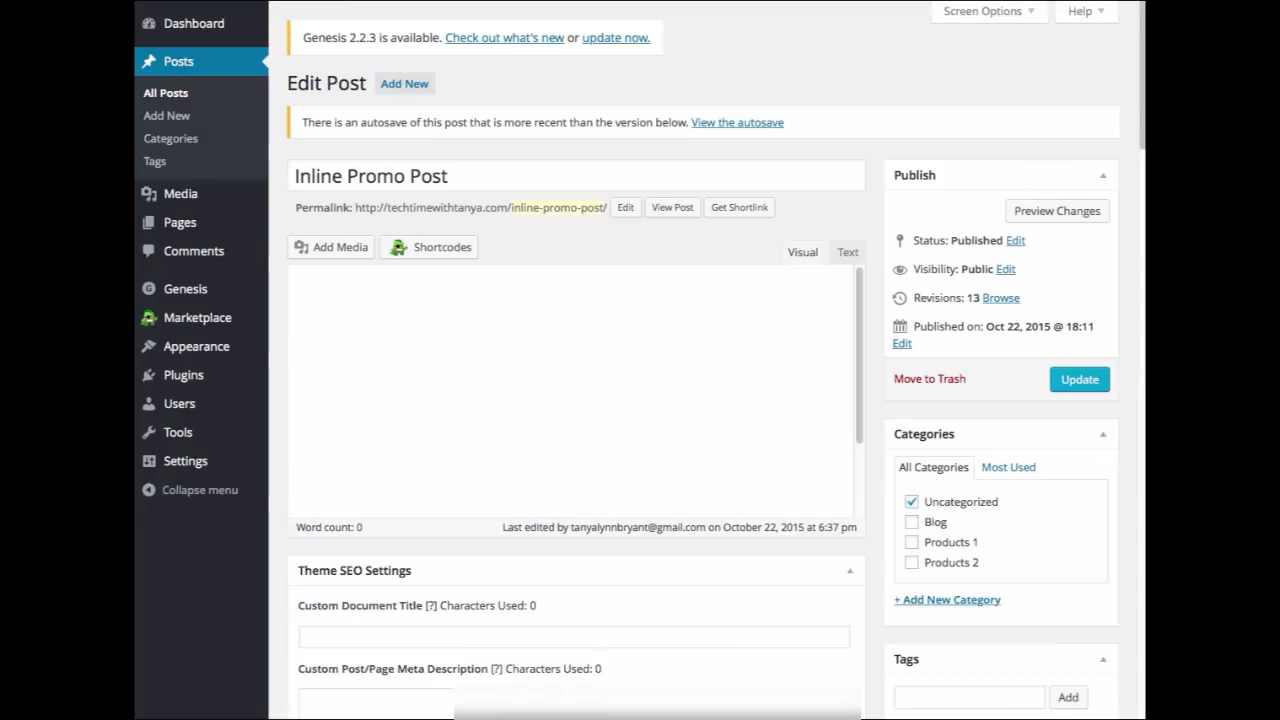 Dashboard
Posts
All Posts
Add New
Categories
Tags
Media
Pages
Comments
Genesis
Marketplace
Appearance
Plugins
Users
Tools
Settings
Collapse menu
Screen Options
Help
Genesis 2.2.3 is available. Check out what's new or update now.
Edit Post
Add New
There is an autosave of this post that is more recent than the version below. View the autosave
Inline Promo Post
Permalink: http://techtimewithtanya.com/inline-promo-post/ Edit View Post Get Shortlink
Add Media Shortcodes
Visual Text
Word count: 0
Last edited by tanyalynnbryant@gmail.com on October 22, 2015 at 6:37 pm
Theme SEO Settings
Custom Document Title [?] Characters Used: 0
Custom Post/Page Meta Description [?] Characters Used: 0
Publish
Preview Changes
Status: Published Edit
Visibility: Public Edit
Revisions: 13 Browse
Published on: Oct 22, 2015 @ 18:11
Edit
Move to Trash
Update
Categories
All Categories Most Used
Uncategorized
Blog
Products 1
Products 2
+ Add New Category
Tags
Add